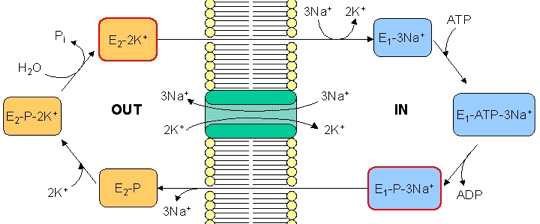 3Na⁺ 2K⁺
Pᵢ
E₂-2K⁺
E₁-3Na⁺
ATP
H₂O
OUT
3Na⁺ 3Na⁺
IN
E₂-P-2K⁺
2K⁺ 2K⁺
E₁-ATP-3Na⁺
2K⁺
E₂-P
3Na⁺
E₁-P-3Na⁺
ADP